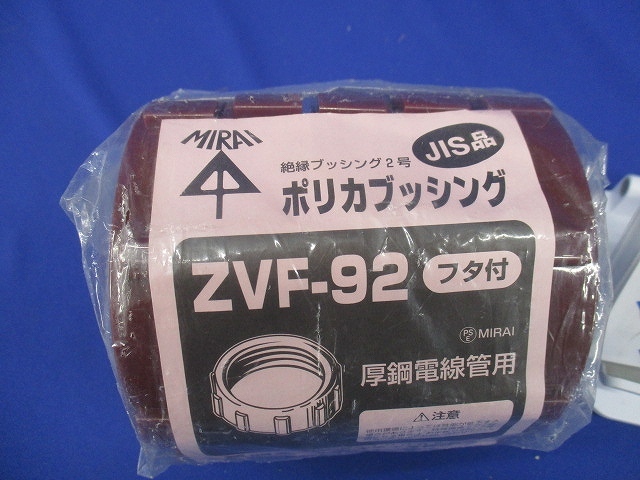 MIRAI
JIS品
絶縁ブッシング2号
ポリカブッシング
ZVF-92
フタ付
PS
E
MIRAI
厚鋼電線管用
⚠注意